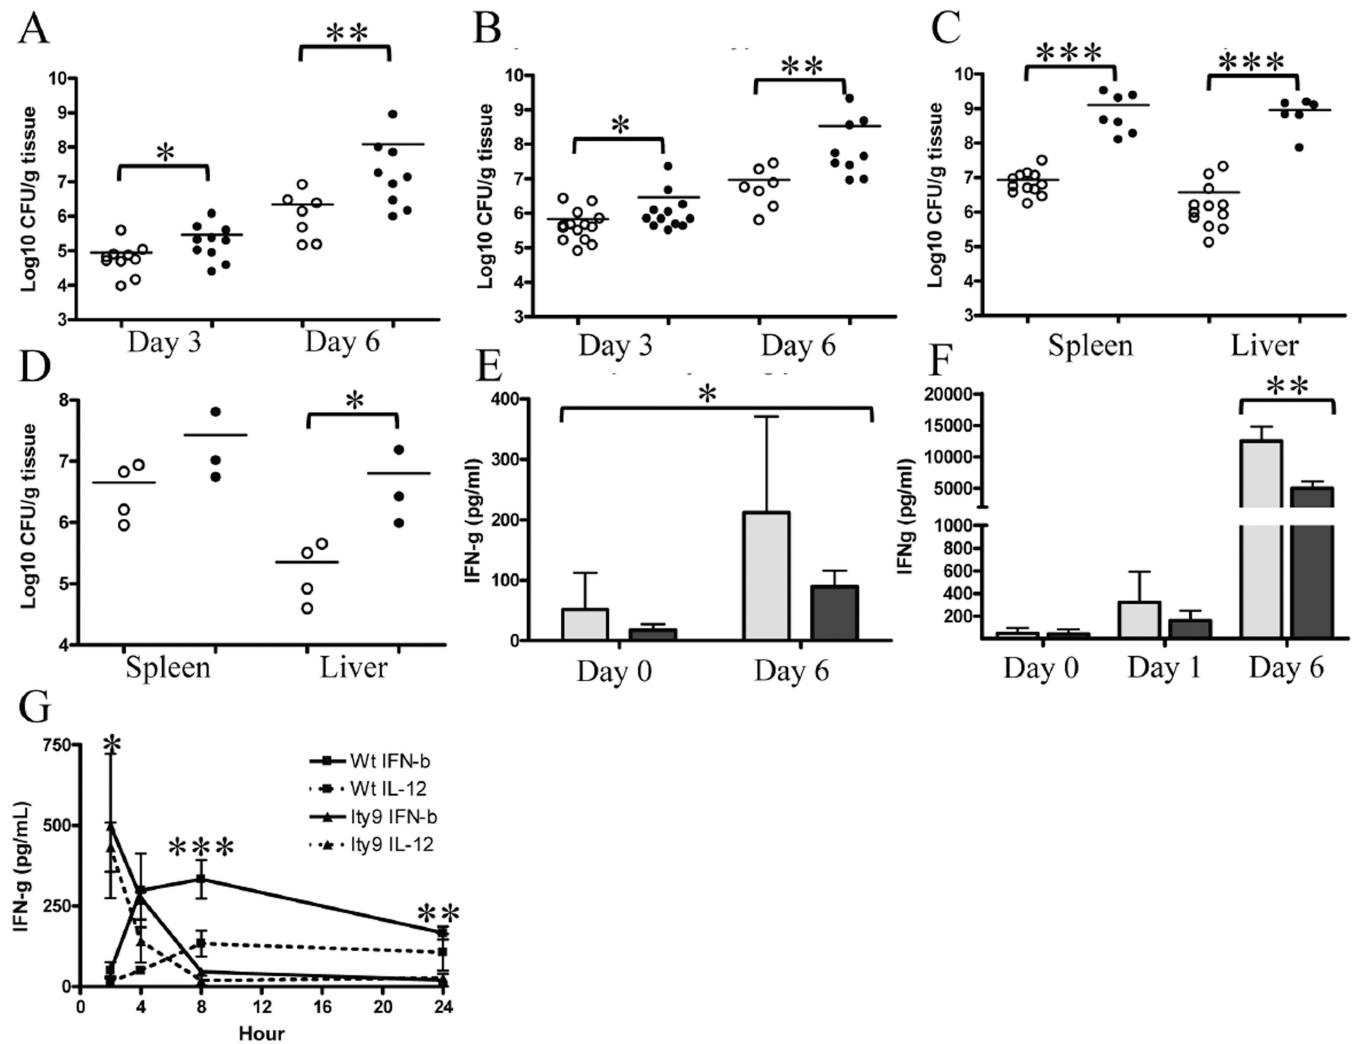 A
B
C
**
*
**
*
***
***
10
9
8
7
6
5
4
3
Log10 CFU/g tissue
Day 3
Day 6
10
9
8
7
6
5
4
3
Log10 CFU/g tissue
Day 3
Day 6
10
9
8
7
6
5
4
3
Log10 CFU/g tissue
Spleen
Liver
D
*
8
7
6
5
4
Log10 CFU/g tissue
Spleen
Liver
E
*
400
300
200
100
0
IFN-g (pg/ml)
Day 0
Day 6
F
**
20000
15000
10000
5000
1000
800
600
400
200
IFNg (pg/ml)
Day 0
Day 1
Day 6
G
*
***
**
750
500
250
0
IFN-g (pg/mL)
Wt IFN-b
Wt IL-12
Ity9 IFN-b
Ity9 IL-12
0 4 8 12 16 20 24
Hour